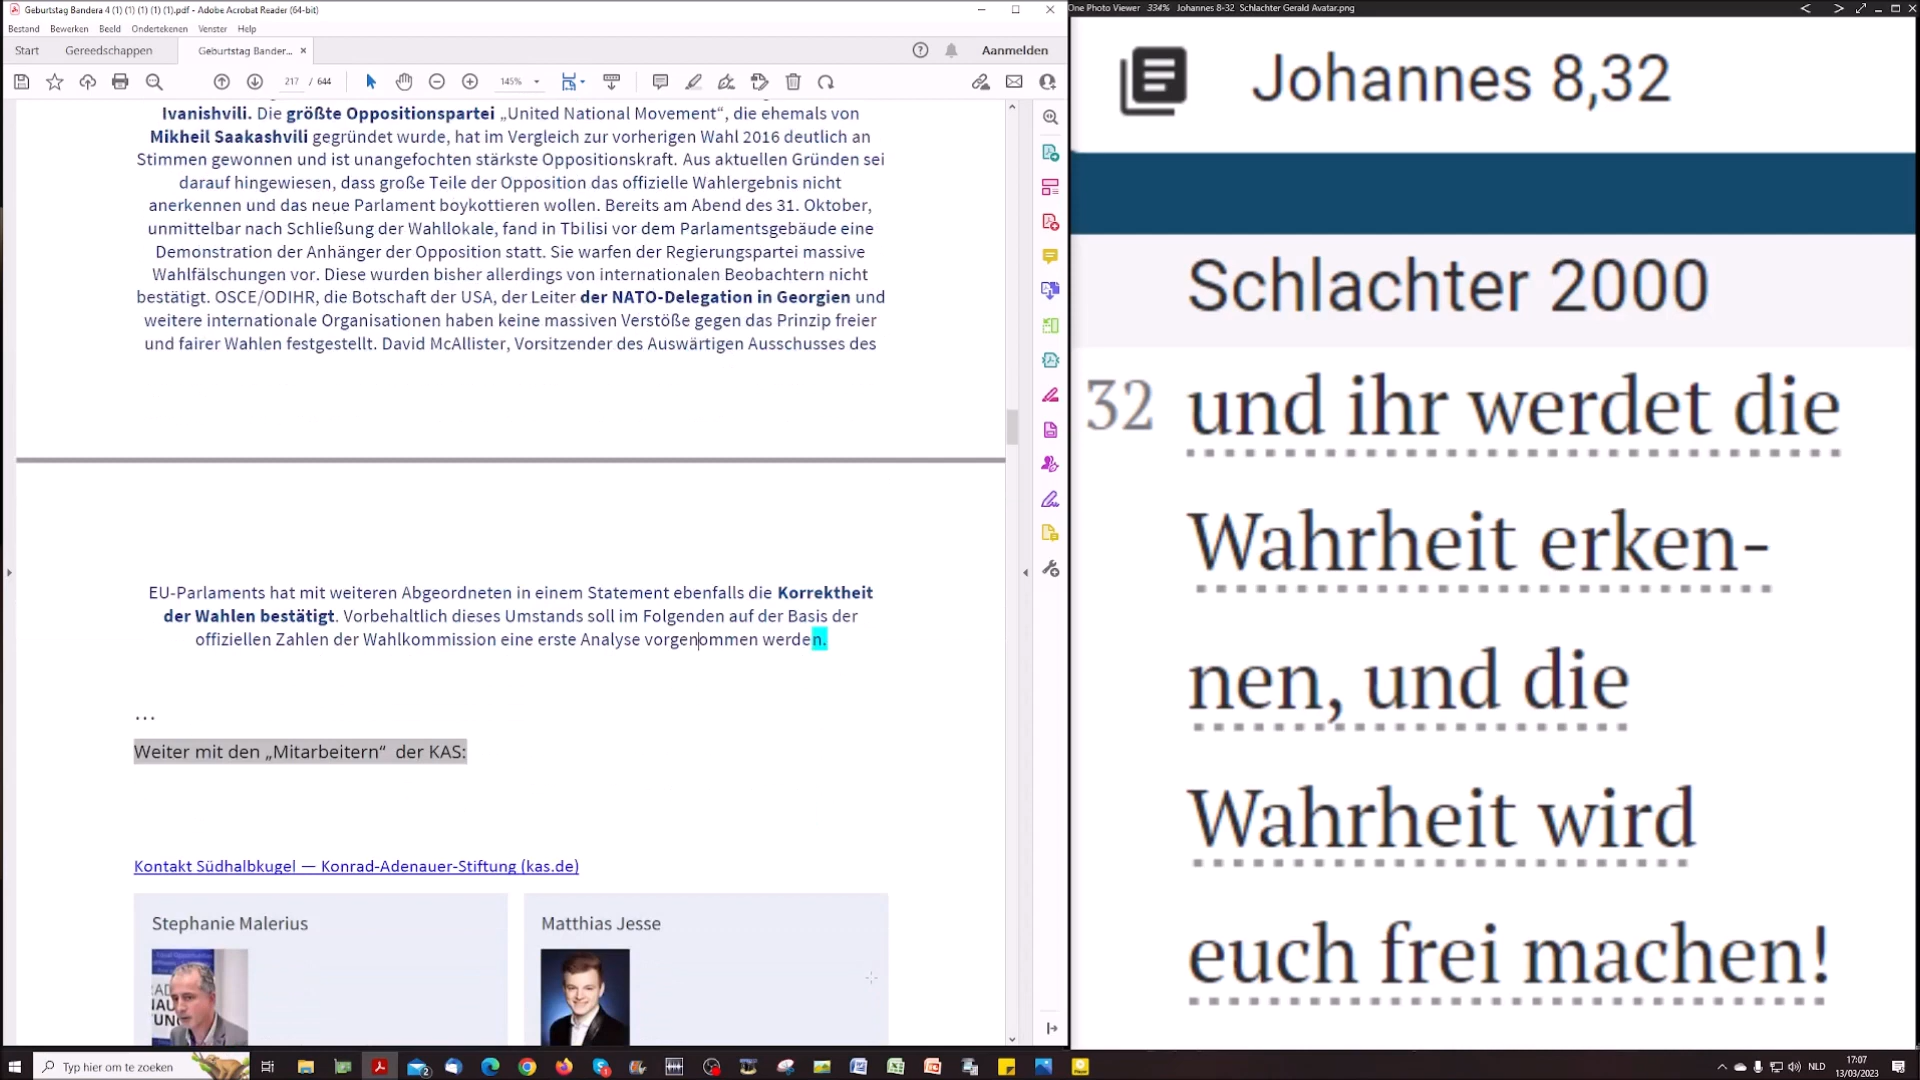 Geburtstag Bandera 4 (1) (1) (1) (1) (1).pdf - Adobe Acrobat Reader (64-bit)
Bestand Bewerken Beeld Ondertekenen Venster Help
Start Gereedschappen Geburtstag Bander... × Aanmelden
217 / 644 145%
Ivanishvili. Die größte Oppositionspartei „United National Movement“, die ehemals von
Mikheil Saakashvili gegründet wurde, hat im Vergleich zur vorherigen Wahl 2016 deutlich an
Stimmen gewonnen und ist unangefochten stärkste Oppositionskraft. Aus aktuellen Gründen sei
darauf hingewiesen, dass große Teile der Opposition das offizielle Wahlergebnis nicht
anerkennen und das neue Parlament boykottieren wollen. Bereits am Abend des 31. Oktober,
unmittelbar nach Schließung der Wahllokale, fand in Tbilisi vor dem Parlamentsgebäude eine
Demonstration der Anhänger der Opposition statt. Sie warfen der Regierungspartei massive
Wahlfälschungen vor. Diese wurden bisher allerdings von internationalen Beobachtern nicht
bestätigt. OSCE/ODIHR, die Botschaft der USA, der Leiter der NATO-Delegation in Georgien und
weitere internationale Organisationen haben keine massiven Verstöße gegen das Prinzip freier
und fairer Wahlen festgestellt. David McAllister, Vorsitzender des Auswärtigen Ausschusses des
EU-Parlaments hat mit weiteren Abgeordneten in einem Statement ebenfalls die Korrektheit
der Wahlen bestätigt. Vorbehaltlich dieses Umstands soll im Folgenden auf der Basis der
offiziellen Zahlen der Wahlkommission eine erste Analyse vorgenommen werden.
…
Weiter mit den „Mitarbeitern“ der KAS:
Kontakt Südhalbkugel — Konrad-Adenauer-Stiftung (kas.de)
Stephanie Malerius
Matthias Jesse
One Photo Viewer 334% Johannes 8-32 Schlachter Gerald Avatar.png
Johannes 8,32
Schlachter 2000
32 und ihr werdet die
Wahrheit erken-
nen, und die
Wahrheit wird
euch frei machen!
Typ hier om te zoeken
NLD
17:07
13/03/2023